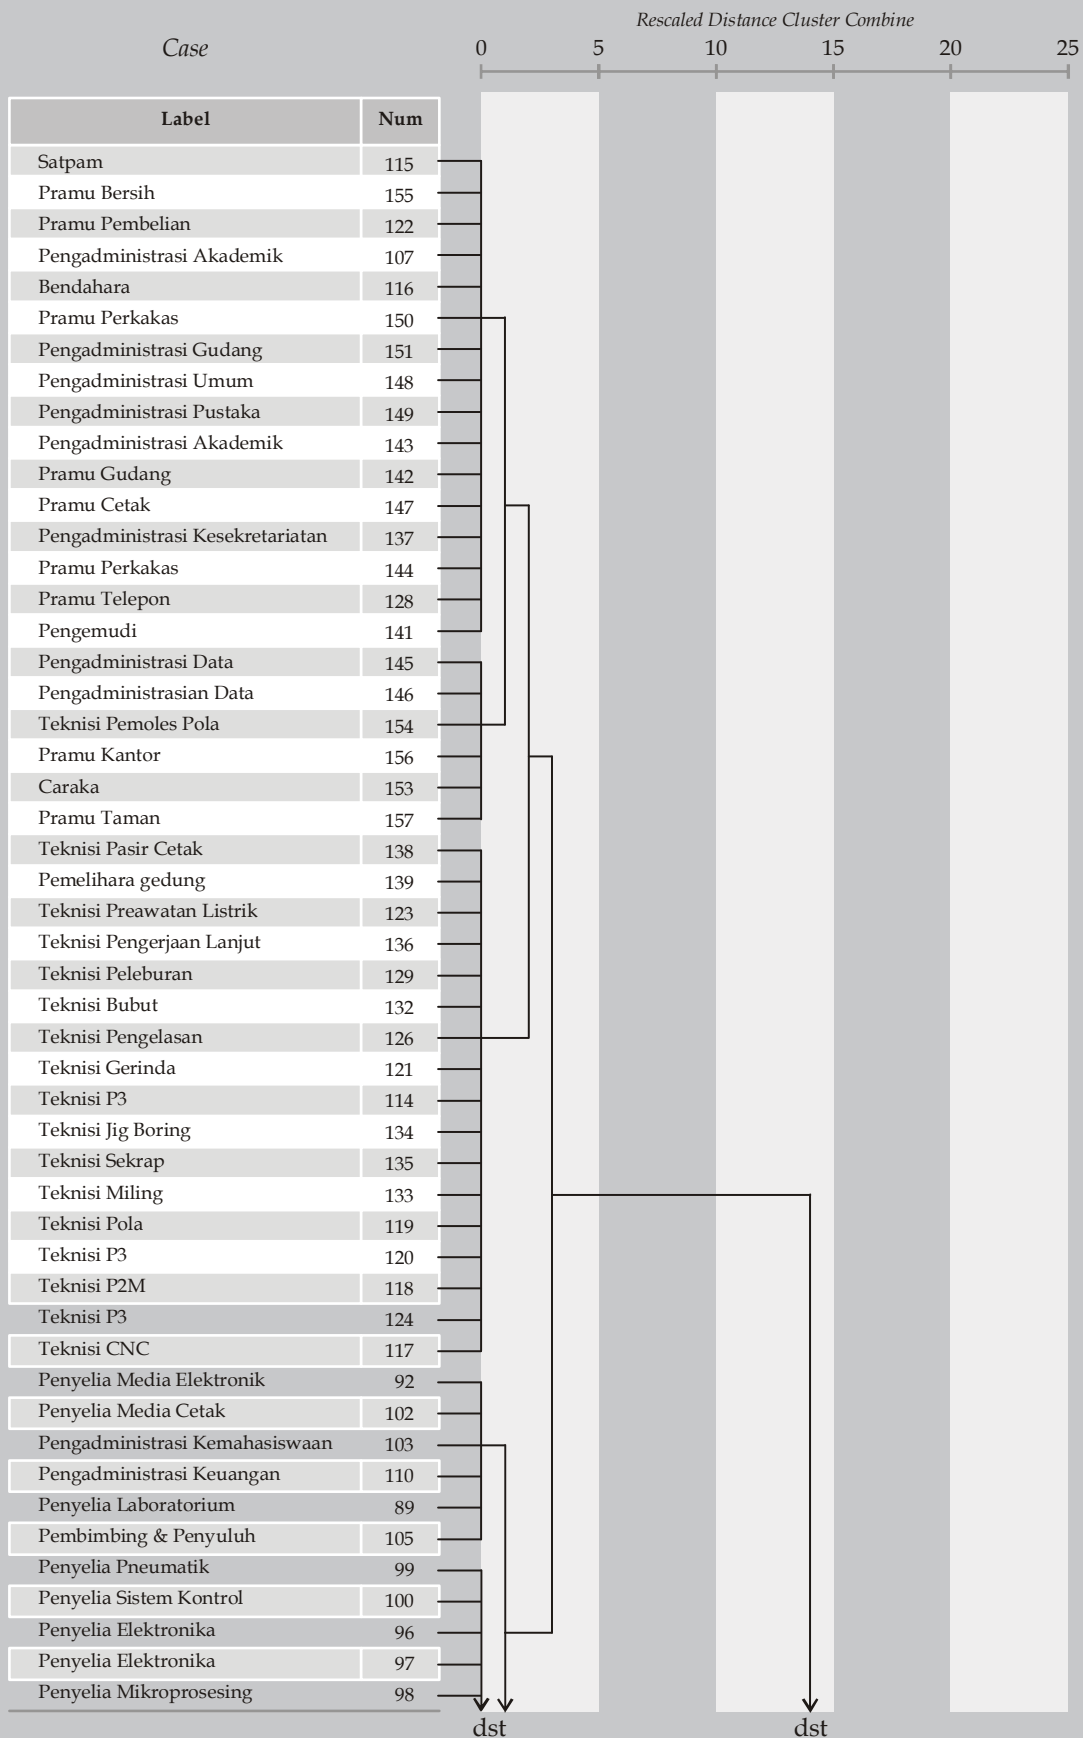 Rescaled Distance Cluster Combine
Case 0 5 10 15 20 25
Label Num
Satpam 115
Pramu Bersih 155
Pramu Pembelian 122
Pengadministrasi Akademik 107
Bendahara 116
Pramu Perkakas 150
Pengadministrasi Gudang 151
Pengadministrasi Umum 148
Pengadministrasi Pustaka 149
Pengadministrasi Akademik 143
Pramu Gudang 142
Pramu Cetak 147
Pengadministrasi Kesekretariatan 137
Pramu Perkakas 144
Pramu Telepon 128
Pengemudi 141
Pengadministrasi Data 145
Pengadministrasian Data 146
Teknisi Pemoles Pola 154
Pramu Kantor 156
Caraka 153
Pramu Taman 157
Teknisi Pasir Cetak 138
Pemelihara gedung 139
Teknisi Preawatan Listrik 123
Teknisi Pengerjaan Lanjut 136
Teknisi Peleburan 129
Teknisi Bubut 132
Teknisi Pengelasan 126
Teknisi Gerinda 121
Teknisi P3 114
Teknisi Jig Boring 134
Teknisi Sekrap 135
Teknisi Miling 133
Teknisi Pola 119
Teknisi P3 120
Teknisi P2M 118
Teknisi P3 124
Teknisi CNC 117
Penyelia Media Elektronik 92
Penyelia Media Cetak 102
Pengadministrasi Kemahasiswaan 103
Pengadministrasi Keuangan 110
Penyelia Laboratorium 89
Pembimbing & Penyuluh 105
Penyelia Pneumatik 99
Penyelia Sistem Kontrol 100
Penyelia Elektronika 96
Penyelia Elektronika 97
Penyelia Mikroprosesing 98
dst dst